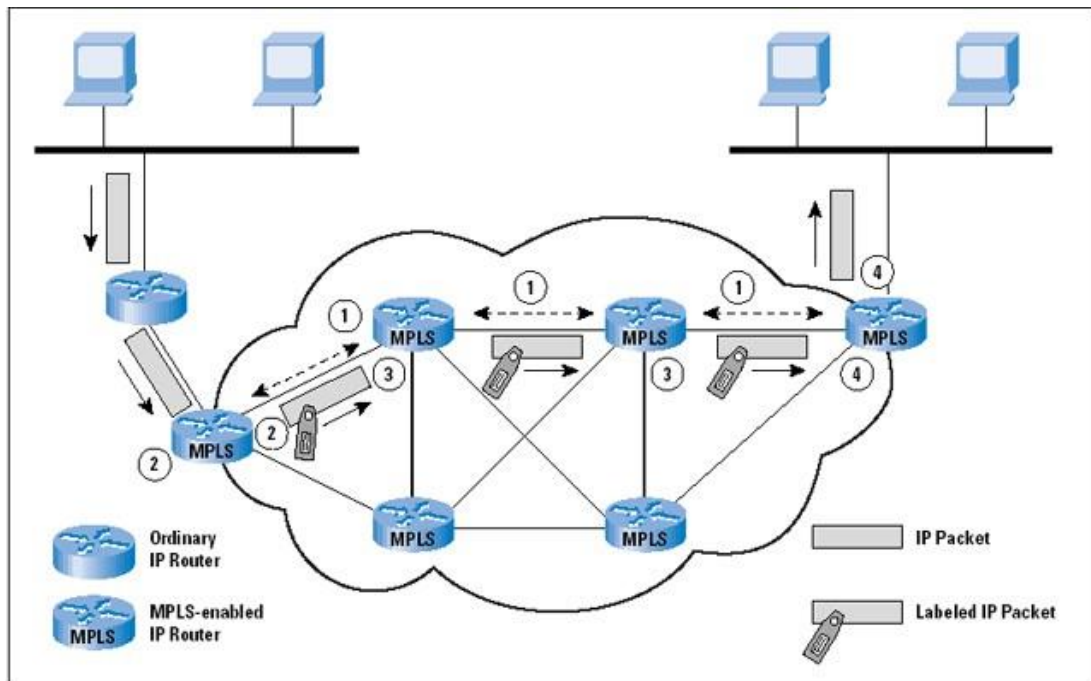 1
1
1
4
MPLS
MPLS
MPLS
3
3
4
2
MPLS
2
MPLS
MPLS
Ordinary
IP Router
MPLS
MPLS-enabled
IP Router
IP Packet
Labeled IP Packet